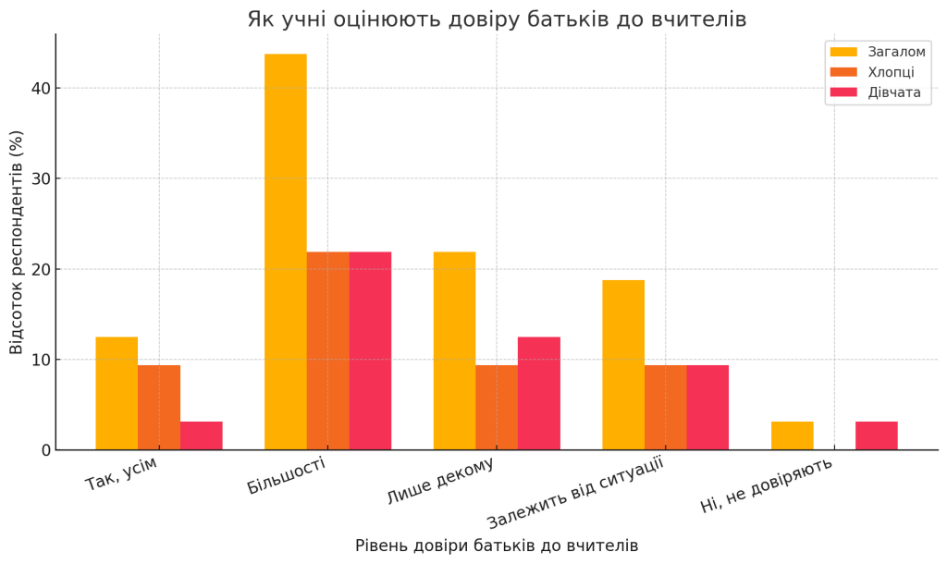 Як учні оцінюють довіру батьків до вчителів
Загалом
Хлопці
Дівчата
Відсоток респондентів (%)
40
30
20
10
0
Так, усім
Більшості
Лише декому
Залежить від ситуації
Ні, не довіряють
Рівень довіри батьків до вчителів